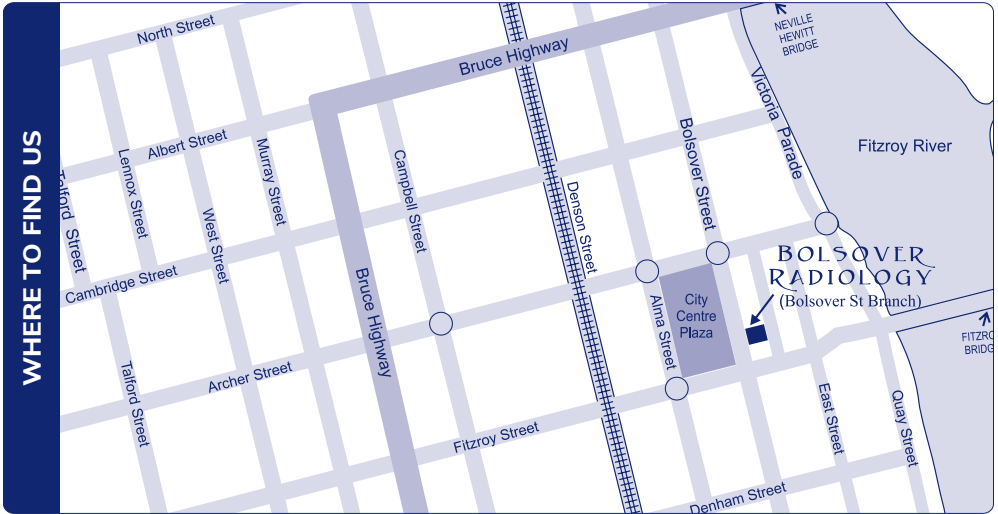 WHERE TO FIND US
North Street
NEVILLE
HEWITT
BRIDGE
Bruce Highway
Victoria Parade
Albert Street
Lennox Street
Murray Street
Campbell Street
Bolsover Street
Fitzroy River
Talford Street
West Street
Denson Street
Cambridge Street
Bruce Highway
BOLSOVER
RADIOLOGY
(Bolsover St Branch)
City
Centre
Plaza
Alma Street
FITZRO
BRIDG
Archer Street
Talford Street
Fitzroy Street
East Street
Quay Street
Denham Street